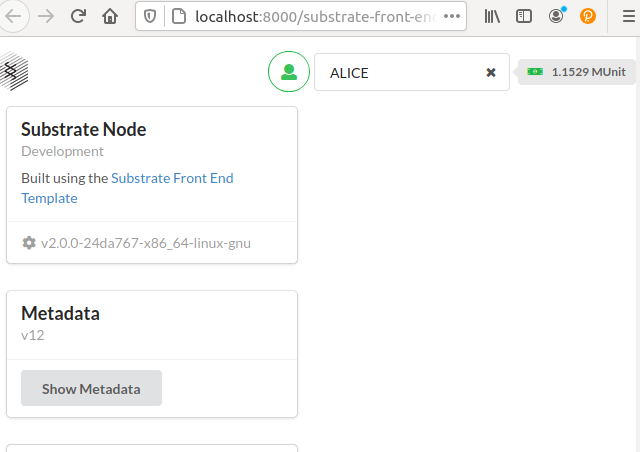 localhost:8000/substrate-front-en
ALICE
1.1529 MUnit
Substrate Node
Development
Built using the Substrate Front End
Template
v2.0.0-24da767-x86_64-linux-gnu
Metadata
v12
Show Metadata